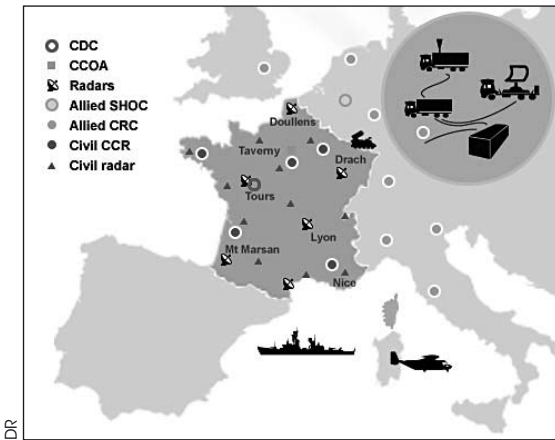 CDC
CCOA
Radars
Allied SHOC
Allied CRC
Civil CCR
Civil radar
Doullens
Taverny
Drach
Tours
Lyon
Mt Marsan
Nice
DR